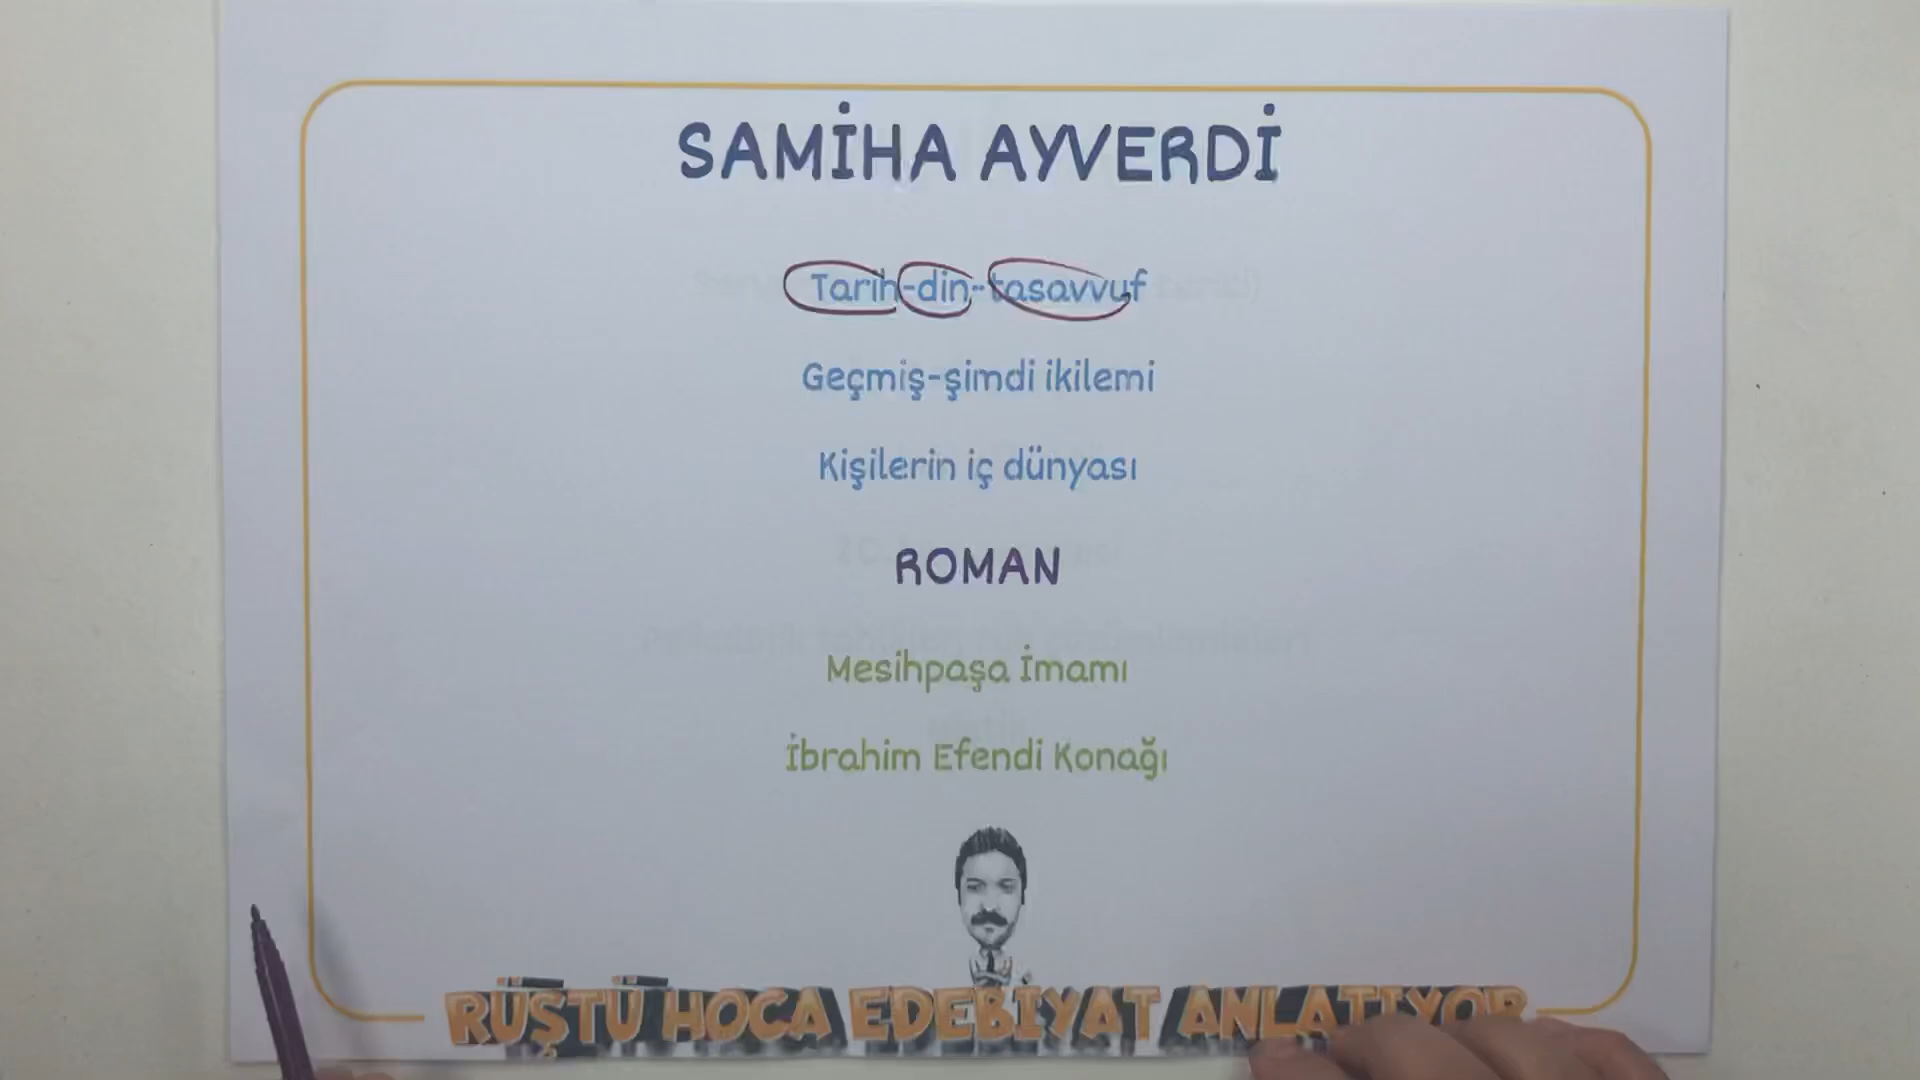 SAMİHA AYVERDİ
Tarih-din-tasavvuf
Geçmiş-şimdi ikilemi
Kişilerin iç dünyası
ROMAN
Mesihpaşa İmamı
İbrahim Efendi Konağı
RÜŞTÜ HOCA EDEBİYAT ANLATIYOR